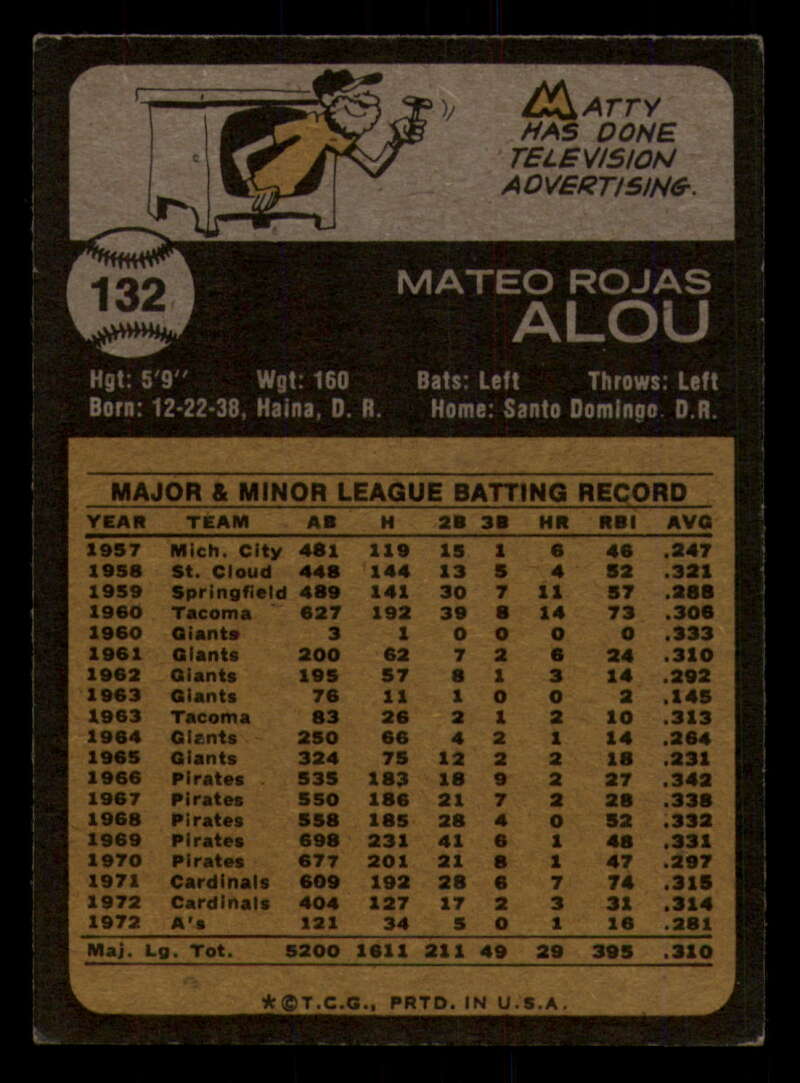 MATTY
HAS DONE
TELEVISION
ADVERTISING.
132
MATEO ROJAS
ALOU
Hgt: 5'9" Wgt: 160 Bats: Left Throws: Left
Born: 12-22-38, Haina, D. R. Home: Santo Domingo. D.R.
MAJOR & MINOR LEAGUE BATTING RECORD
YEAR TEAM AB H 2B 3B HR RBI AVG
1957 Mich. City 481 119 15 1 6 46 .247
1958 St. Cloud 448 144 13 5 4 52 .321
1959 Springfield 489 141 30 7 11 57 .288
1960 Tacoma 627 192 39 8 14 73 .306
1960 Giants 3 1 0 0 0 0 .333
1961 Giants 200 62 7 2 6 24 .310
1962 Giants 195 57 8 1 3 14 .292
1963 Giants 76 11 1 0 0 2 .145
1963 Tacoma 83 26 2 1 2 10 .313
1964 Giants 250 66 4 2 1 14 .264
1965 Giants 324 75 12 2 2 18 .231
1966 Pirates 535 183 18 9 2 27 .342
1967 Pirates 550 186 21 7 2 28 .338
1968 Pirates 558 185 28 4 0 52 .332
1969 Pirates 698 231 41 6 1 48 .331
1970 Pirates 677 201 21 8 1 47 .297
1971 Cardinals 609 192 28 6 7 74 .315
1972 Cardinals 404 127 17 2 3 31 .314
1972 A's 121 34 5 0 1 16 .281
Maj. Lg. Tot. 5200 1611 211 49 29 395 .310
*©T.C.G., PRTD. IN U.S.A.